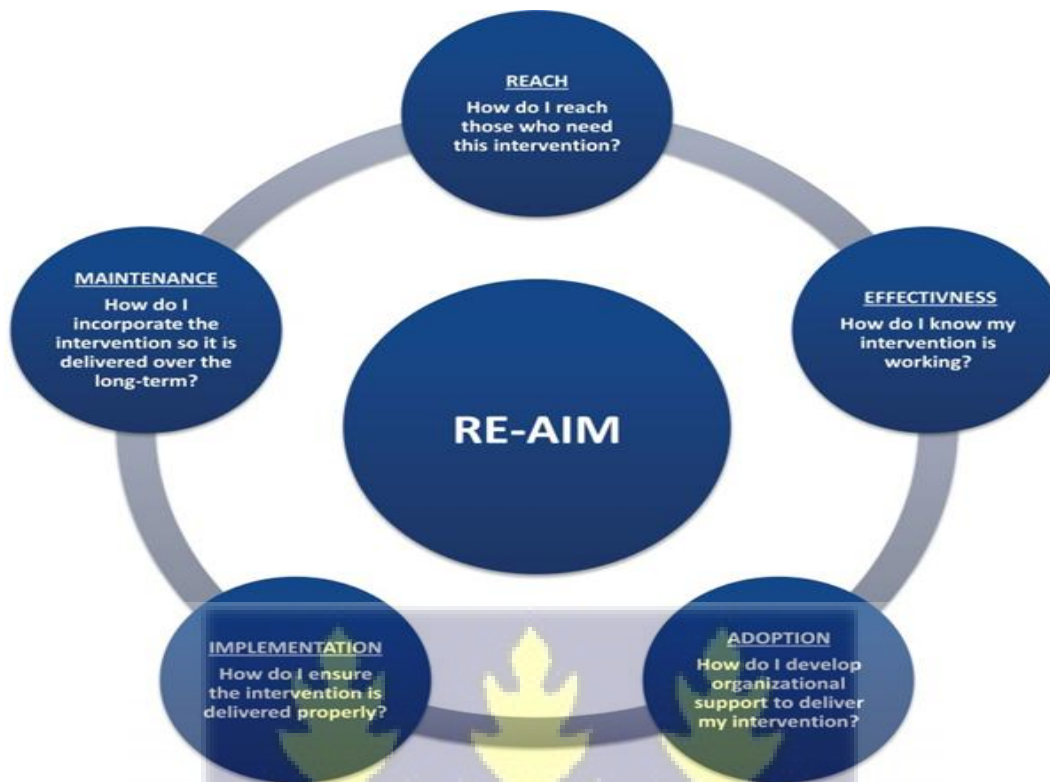 REACH
How do I reach
those who need
this intervention?
EFFECTIVNESS
How do I know my
intervention is
working?
ADOPTION
How do I develop
organizational
support to deliver
my intervention?
IMPLEMENTATION
How do I ensure
the intervention is
delivered properly?
MAINTENANCE
How do I
incorporate the
intervention so it is
delivered over the
long-term?
RE-AIM